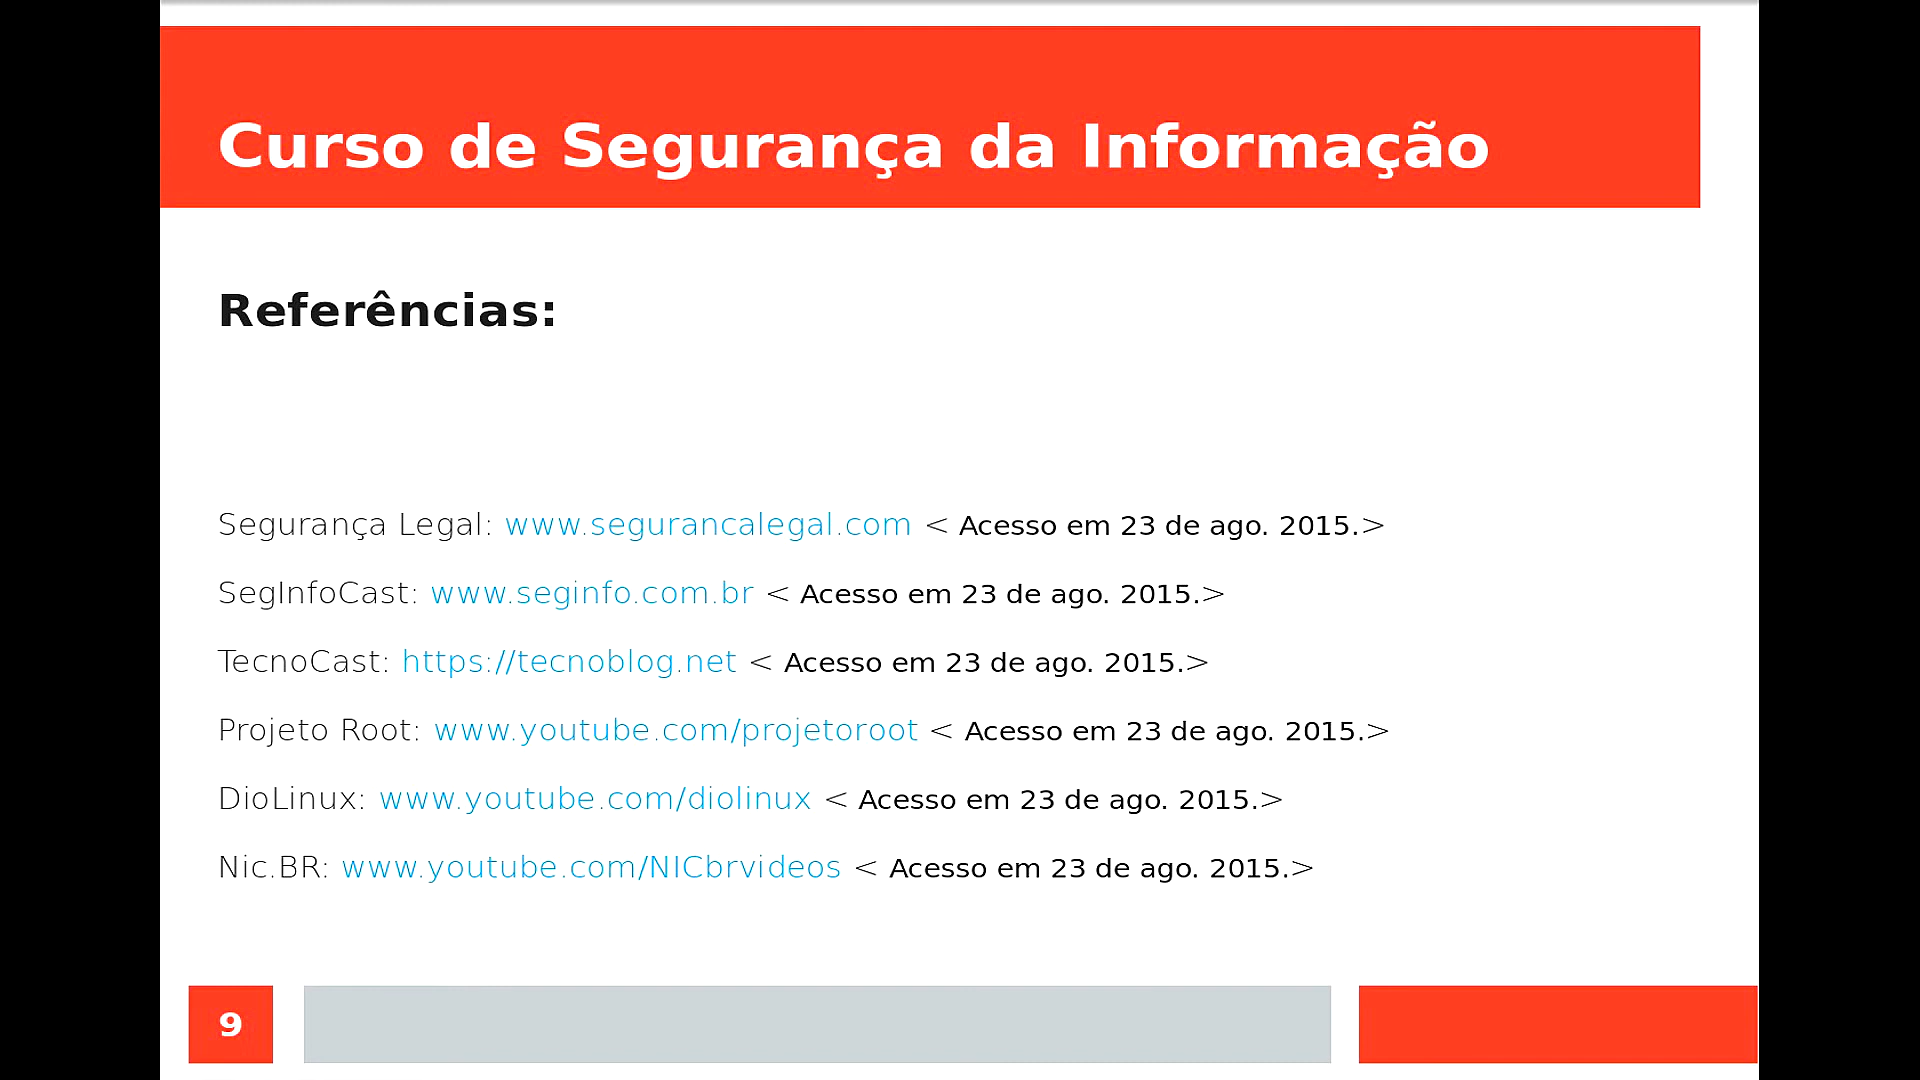 Curso de Segurança da Informação
Referências:
Segurança Legal: www.segurancalegal.com < Acesso em 23 de ago. 2015.>
SegInfoCast: www.seginfo.com.br < Acesso em 23 de ago. 2015.>
TecnoCast: https://tecnoblog.net < Acesso em 23 de ago. 2015.>
Projeto Root: www.youtube.com/projetoroot < Acesso em 23 de ago. 2015.>
DioLinux: www.youtube.com/diolinux < Acesso em 23 de ago. 2015.>
Nic.BR: www.youtube.com/NICbrvideos < Acesso em 23 de ago. 2015.>
9